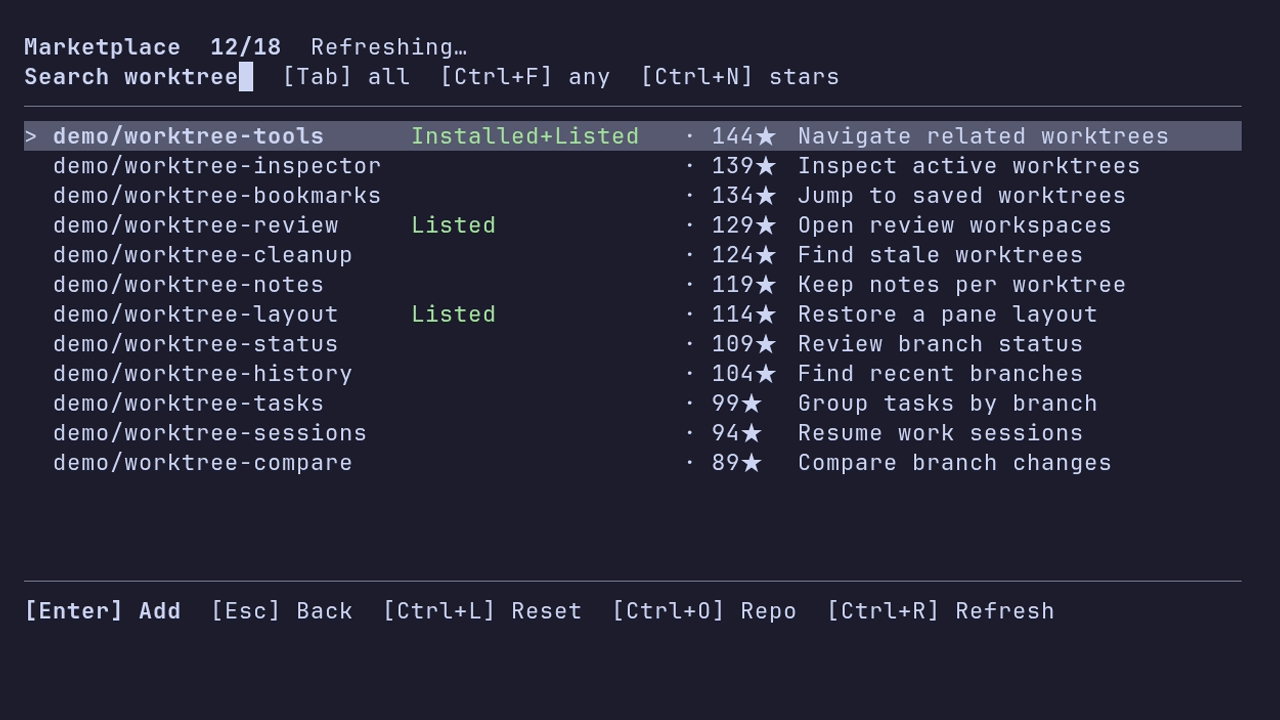 Marketplace  12/18  Refreshing…
Search worktree  [Tab] all  [Ctrl+F] any  [Ctrl+N] stars
> demo/worktree-tools  Installed+Listed  · 144★  Navigate related worktrees
demo/worktree-inspector  · 139★  Inspect active worktrees
demo/worktree-bookmarks  · 134★  Jump to saved worktrees
demo/worktree-review  Listed  · 129★  Open review workspaces
demo/worktree-cleanup  · 124★  Find stale worktrees
demo/worktree-notes  · 119★  Keep notes per worktree
demo/worktree-layout  Listed  · 114★  Restore a pane layout
demo/worktree-status  · 109★  Review branch status
demo/worktree-history  · 104★  Find recent branches
demo/worktree-tasks  · 99★  Group tasks by branch
demo/worktree-sessions  · 94★  Resume work sessions
demo/worktree-compare  · 89★  Compare branch changes
[Enter] Add  [Esc] Back  [Ctrl+L] Reset  [Ctrl+O] Repo  [Ctrl+R] Refresh